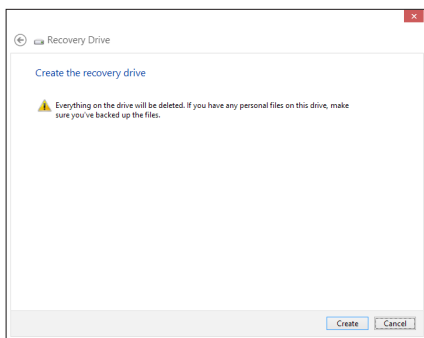 Recovery Drive
Create the recovery drive
Everything on the drive will be deleted. If you have any personal files on this drive, make
sure you've backed up the files.
Create Cancel